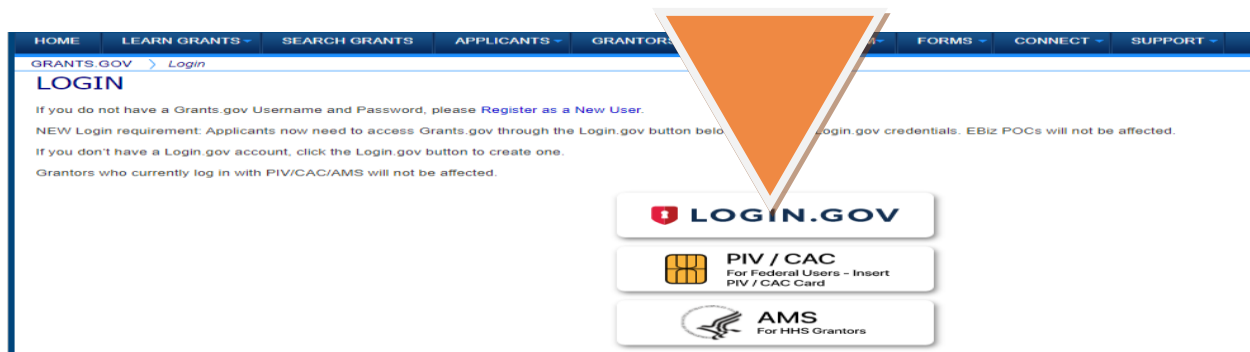 HOME LEARN GRANTS SEARCH GRANTS APPLICANTS GRANTORS FORMS CONNECT SUPPORT
GRANTS.GOV > Login
LOGIN
If you do not have a Grants.gov Username and Password, please Register as a New User.
NEW Login requirement: Applicants now need to access Grants.gov through the Login.gov button Login.gov credentials. EBiz POCs will not be affected.
If you don't have a Login.gov account, click the Login.gov button to create one.
Grantors who currently log in with PIV/CAC/AMS will not be affected.
LOGIN.GOV
PIV / CAC
For Federal Users - Insert
PIV / CAC Card
AMS
For HHS Grantors